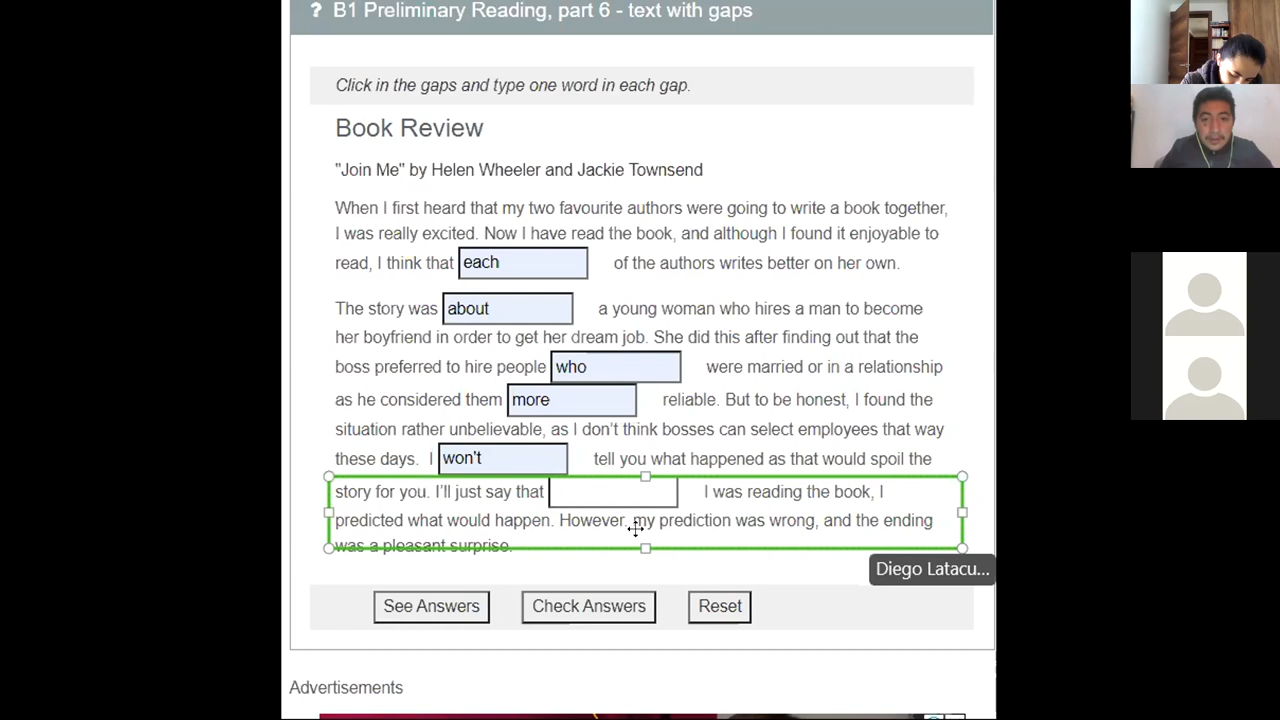 ? B1 Preliminary Reading, part 6 - text with gaps
Click in the gaps and type one word in each gap.
Book Review
"Join Me" by Helen Wheeler and Jackie Townsend
When I first heard that my two favourite authors were going to write a book together,
I was really excited. Now I have read the book, and although I found it enjoyable to
read, I think that each of the authors writes better on her own.
The story was about a young woman who hires a man to become
her boyfriend in order to get her dream job. She did this after finding out that the
boss preferred to hire people who were married or in a relationship
as he considered them more reliable. But to be honest, I found the
situation rather unbelievable, as I don't think bosses can select employees that way
these days. I won't tell you what happened as that would spoil the
story for you. I'll just say that I was reading the book, I
predicted what would happen. However, my prediction was wrong, and the ending
was a pleasant surprise.
Diego Latacu...
See Answers Check Answers Reset
Advertisements